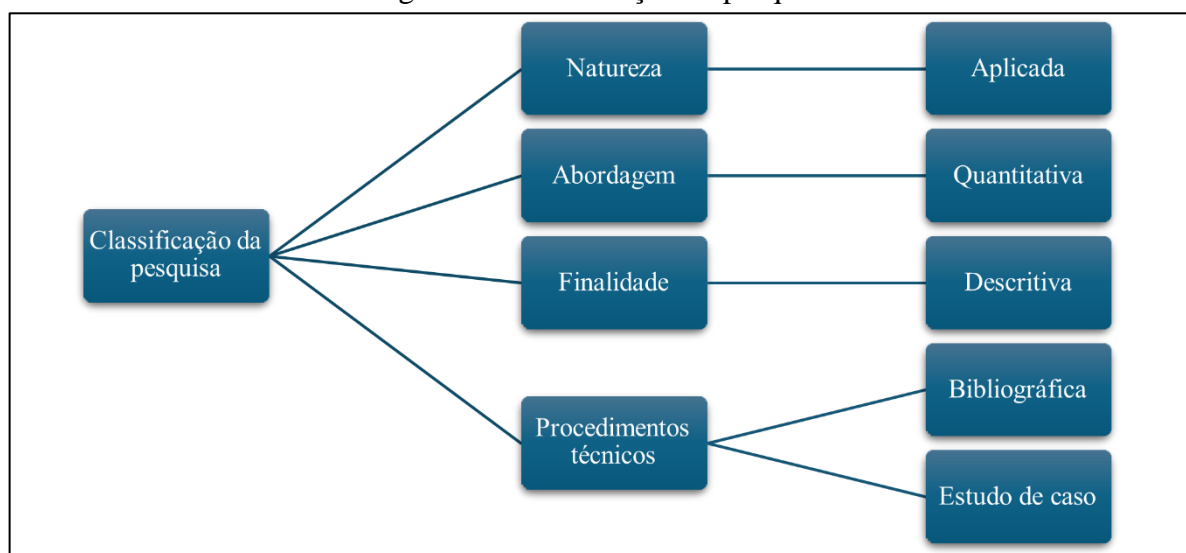 Natureza
Aplicada
Abordagem
Quantitativa
Classificação da
pesquisa
Finalidade
Descritiva
Procedimentos
técnicos
Bibliográfica
Estudo de caso